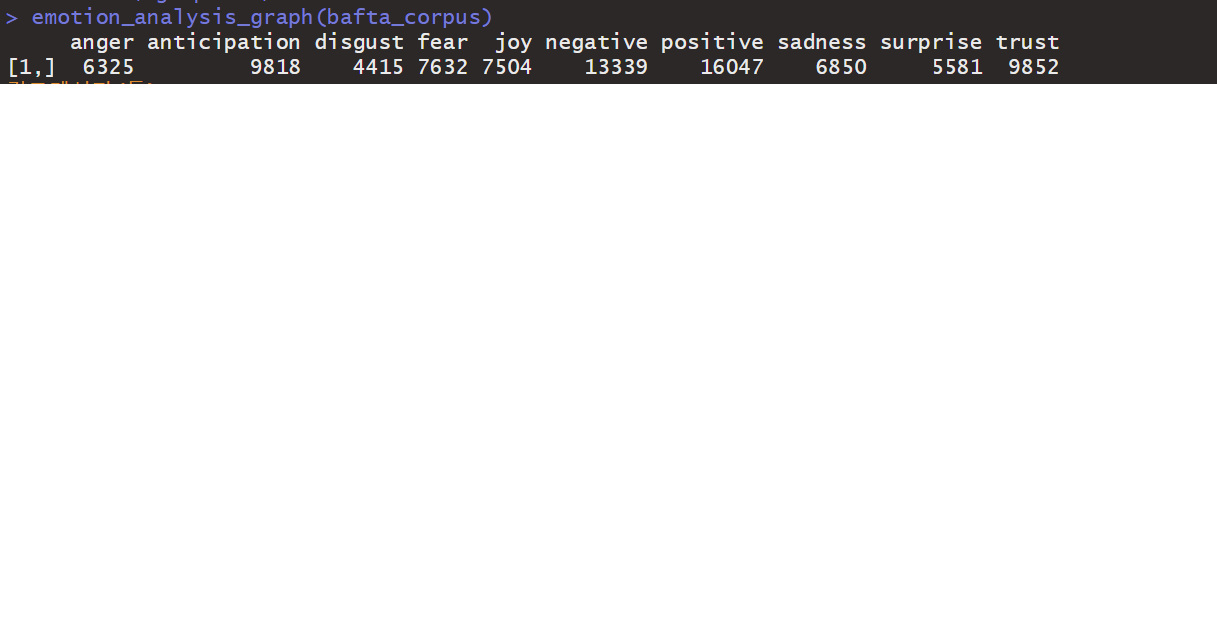 > emotion_analysis_graph(bafta_corpus)
anger anticipation disgust fear joy negative positive sadness surprise trust
[1,] 6325 9818 4415 7632 7504 13339 16047 6850 5581 9852